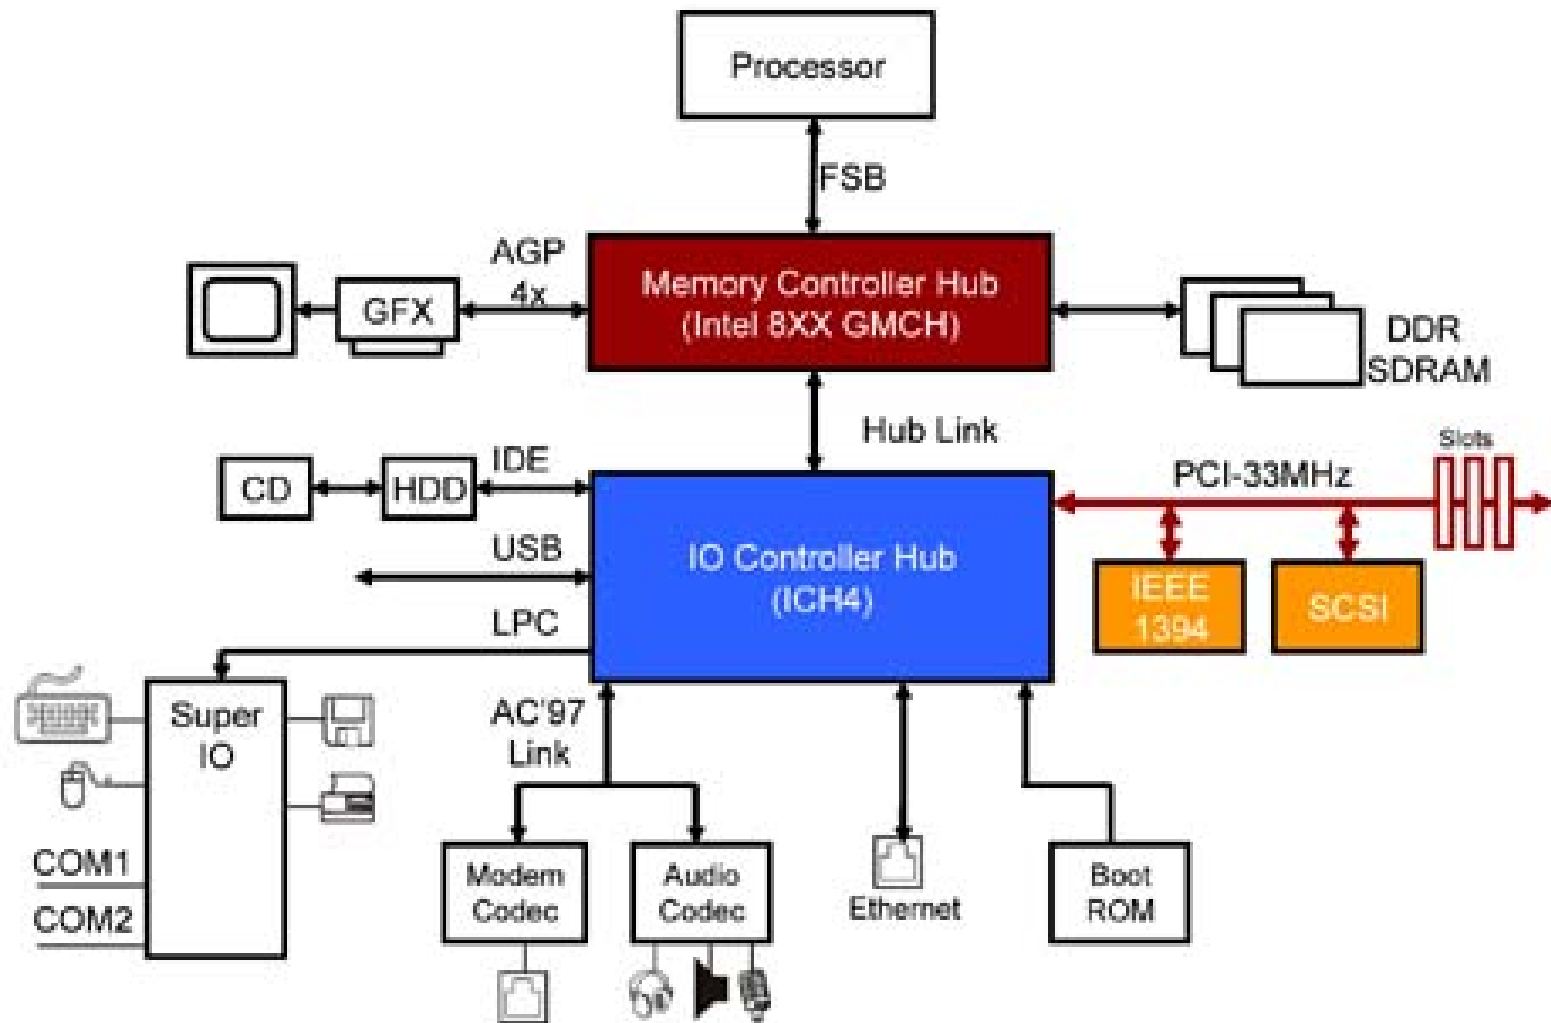 Processor
FSB
AGP
4x
GFX
Memory Controller Hub
(Intel 8XX GMCH)
DDR
SDRAM
Hub Link
Slots
PCI-33MHz
CD
HDD
IDE
USB
LPC
IO Controller Hub
(ICH4)
IEEE
1394
SCSI
Super
IO
COM1
COM2
AC'97
Link
Modem
Codec
Audio
Codec
Ethernet
Boot
ROM